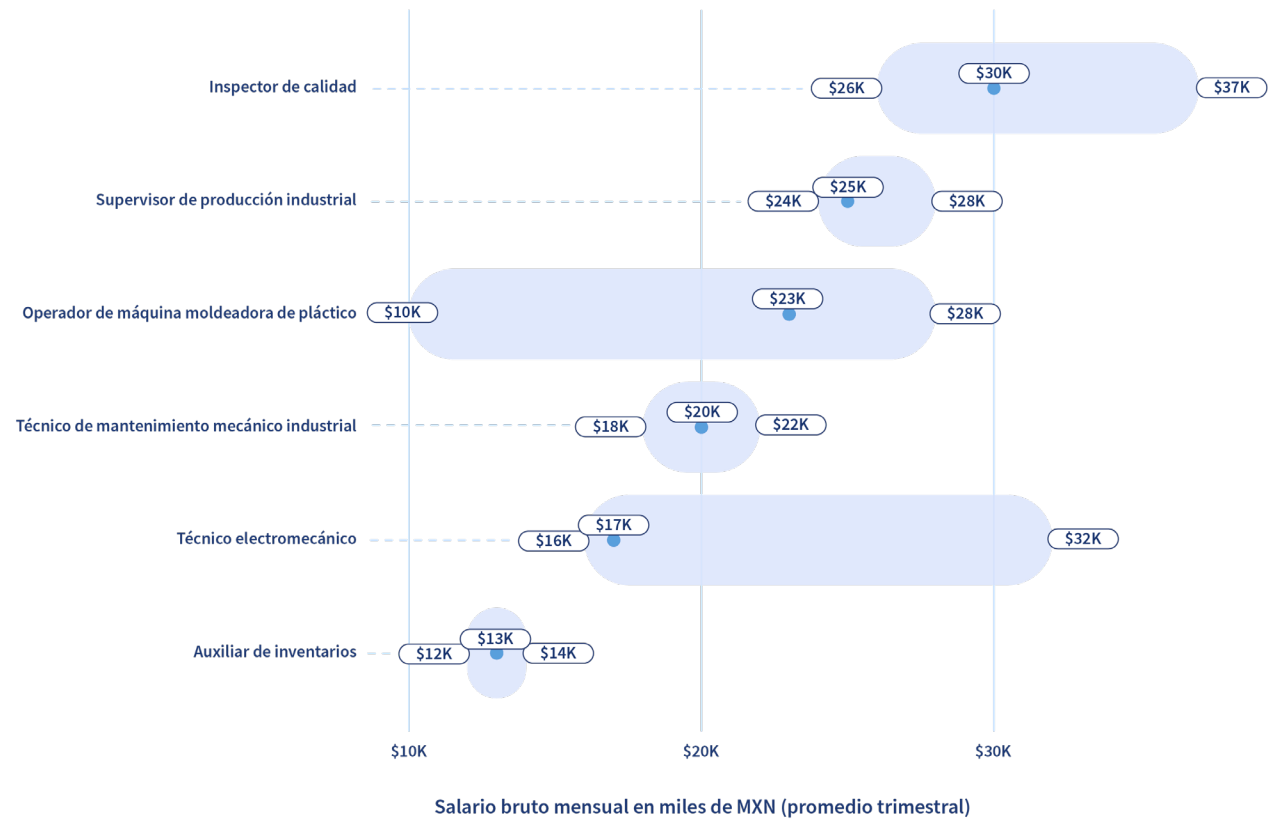 $30K
Inspector de calidad $26K $37K
$25K
Supervisor de producción industrial $24K $28K
$23K
Operador de máquina moldeadora de pláctico $10K $28K
$20K
Técnico de mantenimiento mecánico industrial $18K $22K
$17K
Técnico electromecánico $16K $32K
$13K
Auxiliar de inventarios $12K $14K
$10K $20K $30K
Salario bruto mensual en miles de MXN (promedio trimestral)